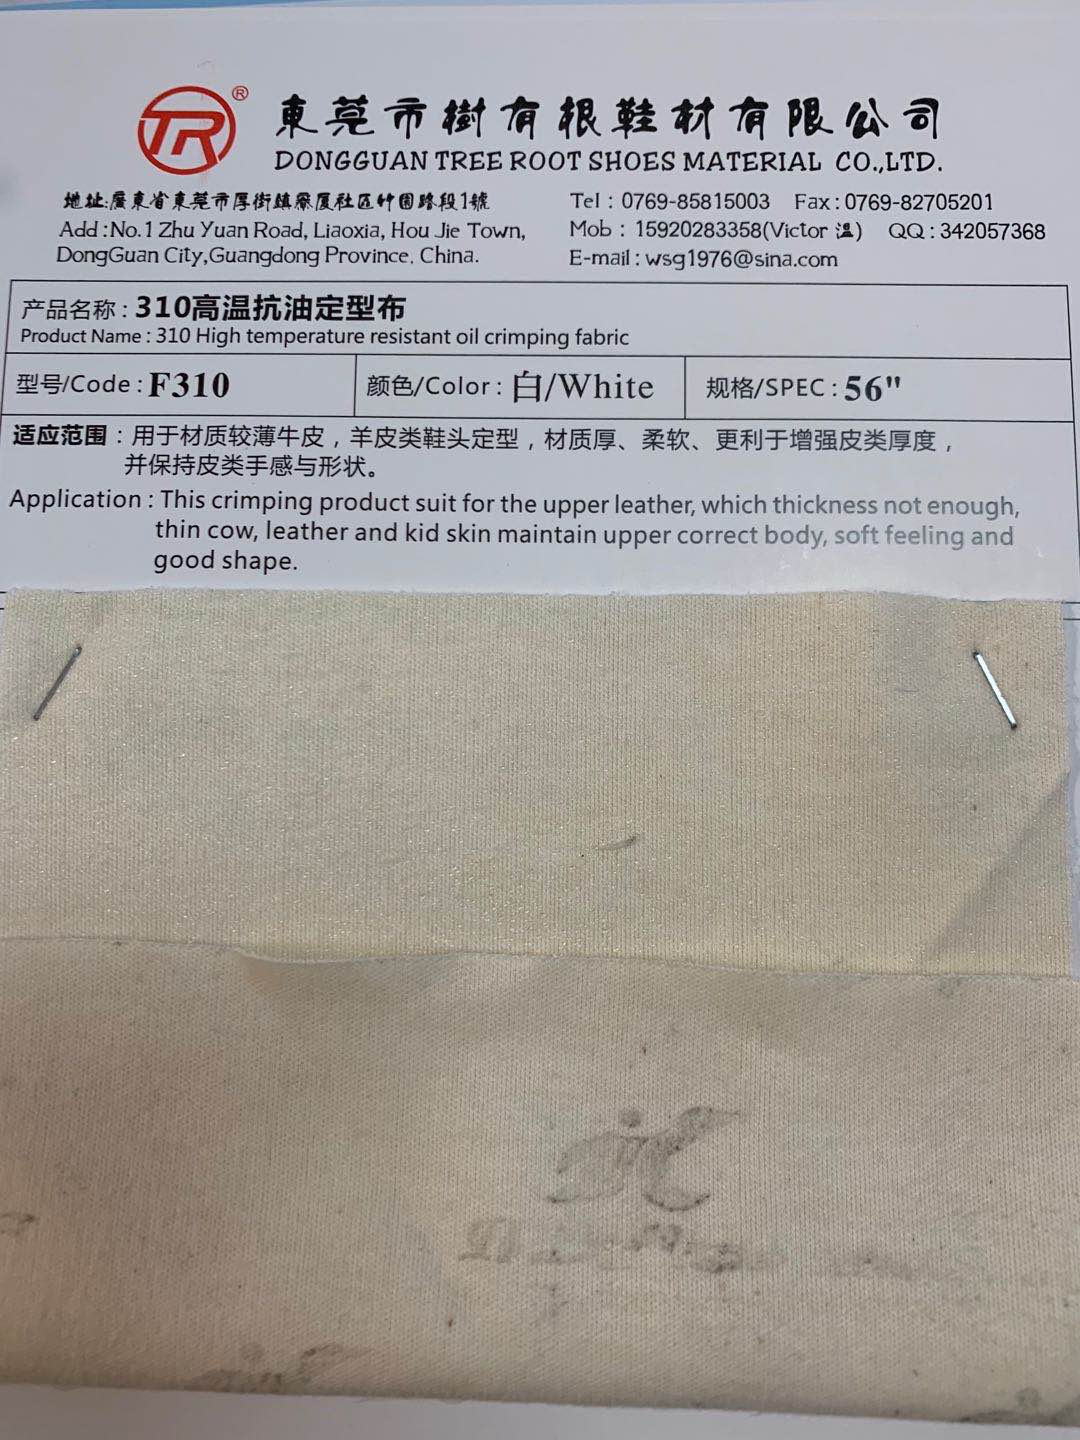 TR®
東莞市樹有根鞋材有限公司
DONGGUAN TREE ROOT SHOES MATERIAL CO.,LTD.
地址:廣東省東莞市厚街鎮寮厦社區竹園路段1號
Add:No.1 Zhu Yuan Road, Liaoxia, Hou Jie Town,
DongGuan City,Guangdong Province, China.
Tel : 0769-85815003 Fax:0769-82705201
Mob : 15920283358(Victor 溫) QQ:342057368
E-mail:wsg1976@sina.com
产品名称:310高温抗油定型布
Product Name:310 High temperature resistant oil crimping fabric
型号/Code:F310 颜色/Color:白/White 规格/SPEC:56"
适应范围:用于材质较薄牛皮，羊皮类鞋头定型，材质厚、柔软、更利于增强皮类厚度，
并保持皮类手感与形状。
Application:This crimping product suit for the upper leather, which thickness not enough,
thin cow, leather and kid skin maintain upper correct body, soft feeling and
good shape.